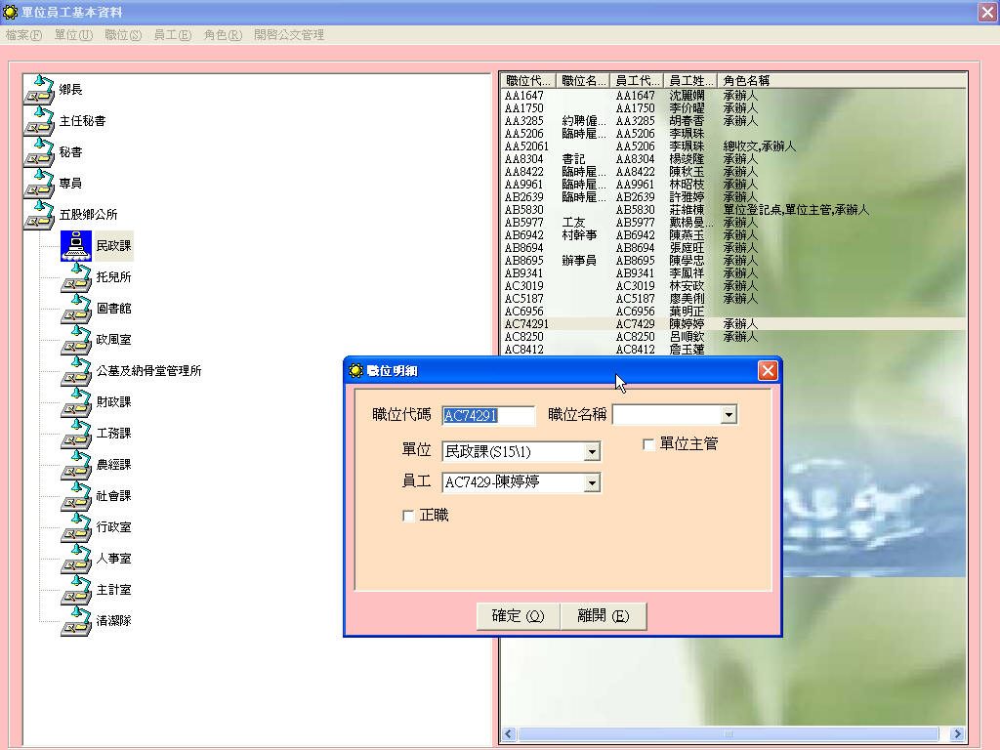 單位員工基本資料
檔案(F) 單位(U) 職位(S) 員工(E) 角色(R) 開啓公文管理
鄉長
主任秘書
秘書
專員
五股鄉公所
民政課
托兒所
圖書館
政風室
公墓及納骨堂管理所
財政課
工務課
農經課
社會課
行政室
人事室
主計室
清潔隊
職位代... 職位名... 員工代... 員工姓... 角色名稱
AA1647 AA1647 沈麗嫻 承辦人
AA1750 AA1750 李价曜 承辦人
AA3285 約聘僱... AA3285 胡春香 承辦人
AA5206 臨時雇... AA5206 李珮珠
AA52061 AA5206 李珮珠 總收文,承辦人
AA8304 書記 AA8304 楊竣隆 承辦人
AA8422 臨時雇... AA8422 陳秋玉 承辦人
AA9961 臨時雇... AA9961 林昭枝 承辦人
AB2639 臨時雇... AB2639 許雅婷 承辦人
AB5830 AB5830 莊維棟 單位登記桌,單位主管,承辦人
AB5977 工友 AB5977 戴楊曼... 承辦人
AB6942 村幹事 AB6942 陳燕玉 承辦人
AB8694 AB8694 張庭旺 承辦人
AB8695 辦事員 AB8695 陳學忠 承辦人
AB9341 AB9341 李鳳祥 承辦人
AC3019 AC3019 林安政 承辦人
AC5187 AC5187 廖美俐 承辦人
AC6956 AC6956 葉明正
AC74291 AC7429 陳婷婷 承辦人
AC8250 AC8250 呂順欽 承辦人
AC8412 AC8412 詹玉蓮
職位明細
職位代碼 AC74291 職位名稱
單位 民政課(S15\1) 單位主管
員工 AC7429-陳婷婷
正職
確定 (O) 離開 (E)